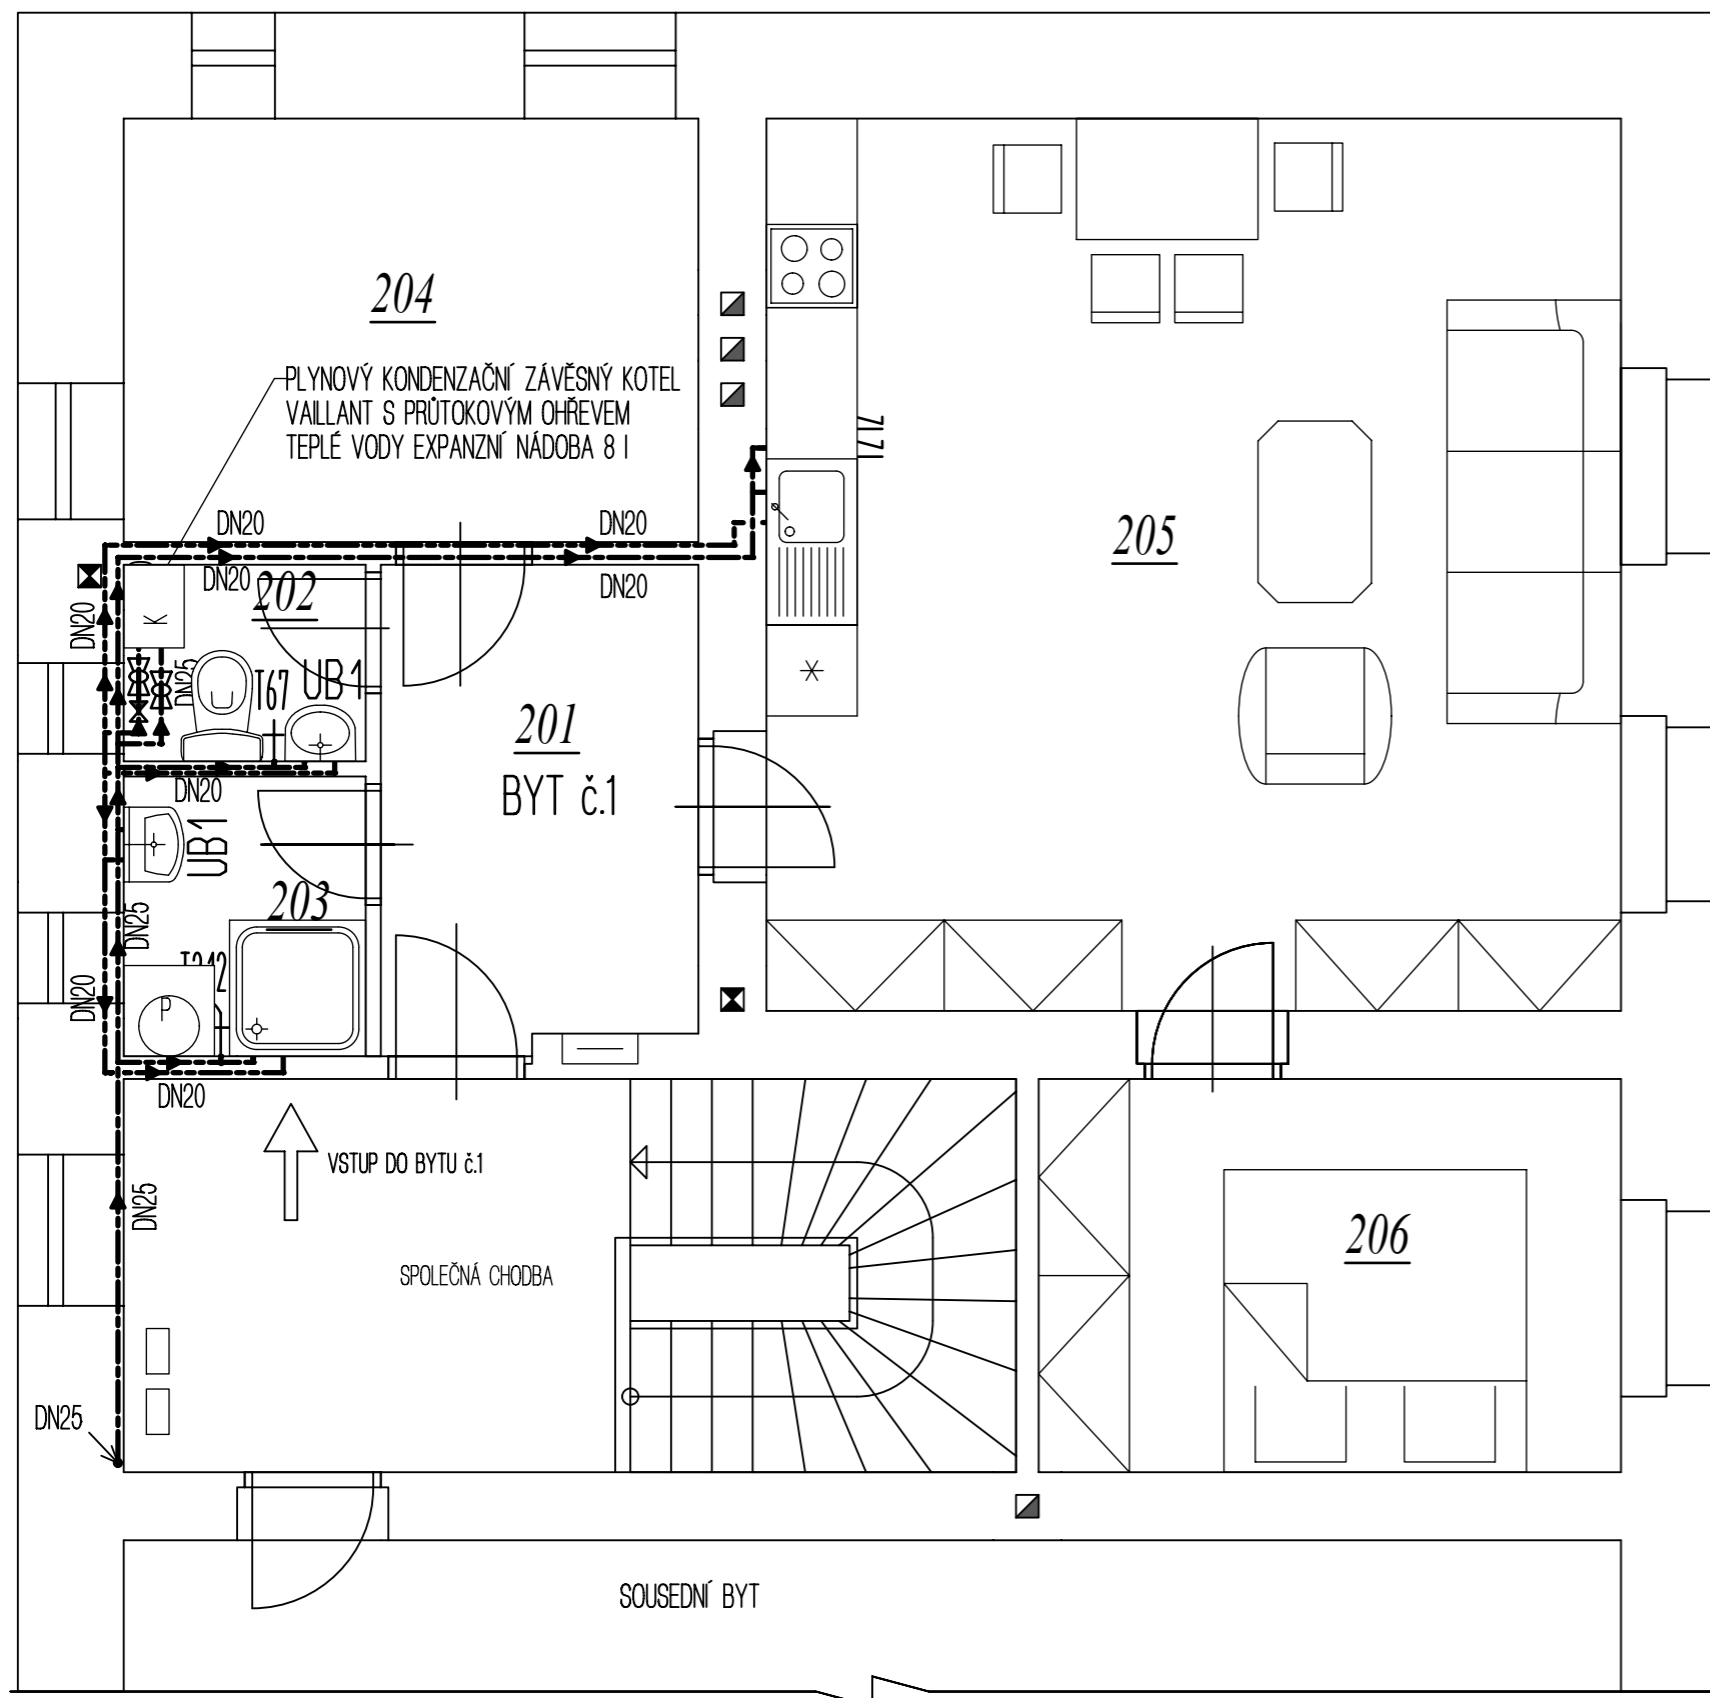 204
PLYNOVÝ KONDENZAČNÍ ZÁVĚSNÝ KOTEL
VAILLANT S PRŮTOKOVÝM OHŘEVEM
TEPLÉ VODY EXPANZNÍ NÁDOBA 8 l
DN20
DN20
DN20
DN20
205
202
K
DN20
DN25
T67
UB1
201
BYT č.1
DN20
UB1
203
DN25
DN20
P
DN20
VSTUP DO BYTU č.1
DN25
206
SPOLEČNÁ CHODBA
DN25
SOUSEDNÍ BYT